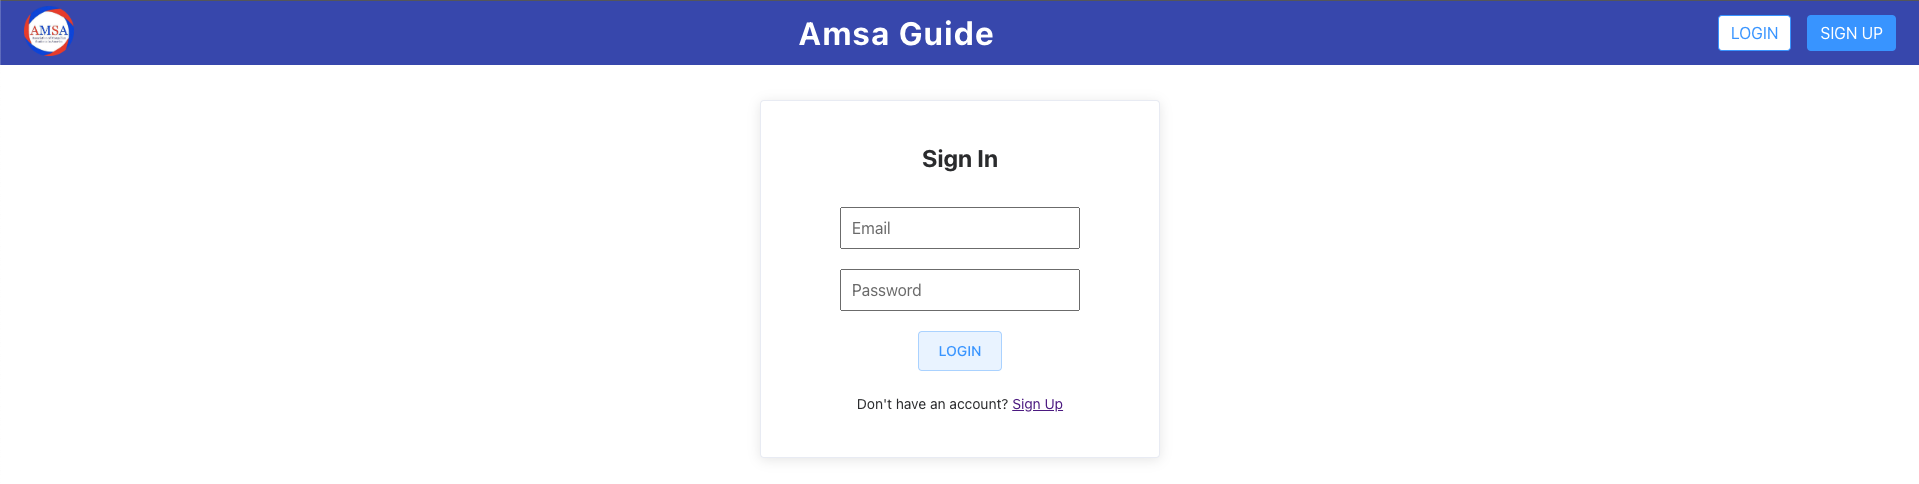 AMSA
Amsa Guide
LOGIN
SIGN UP
Sign In
Email
Password
LOGIN
Don't have an account? Sign Up